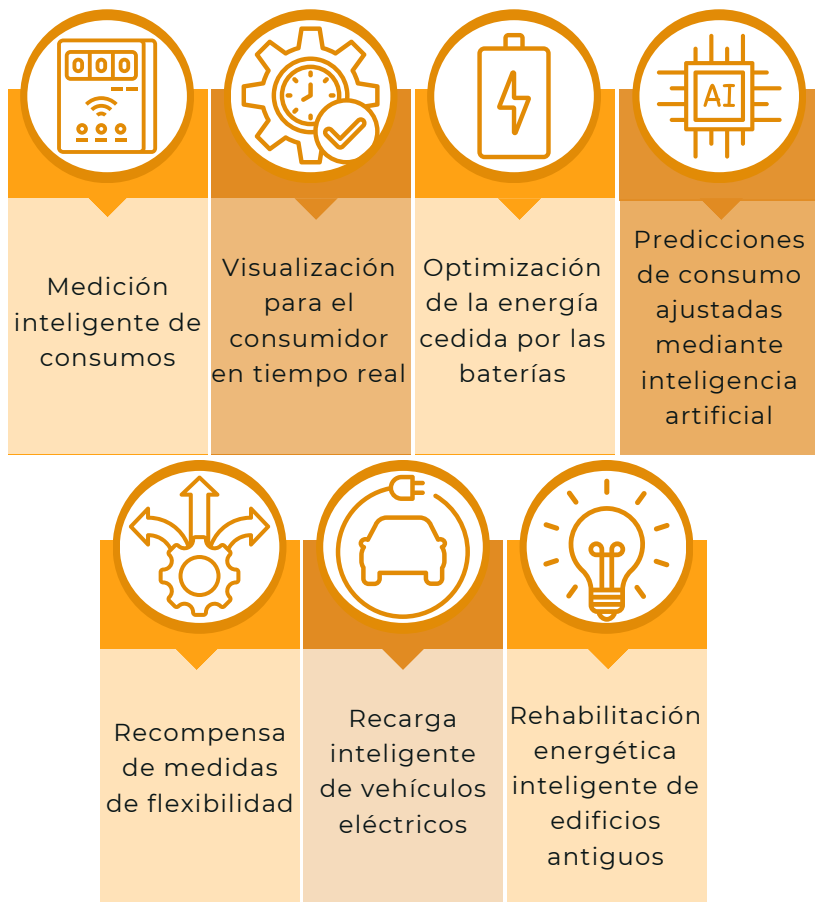 000
Medición
inteligente de
consumos
Visualización
para el
consumidor
en tiempo real
Optimización
de la energía
cedida por las
baterías
AI
Predicciones
de consumo
ajustadas
mediante
inteligencia
artificial
Recompensa
de medidas
de flexibilidad
Recarga
inteligente
de vehículos
eléctricos
Rehabilitación
energética
inteligente de
edificios
antiguos